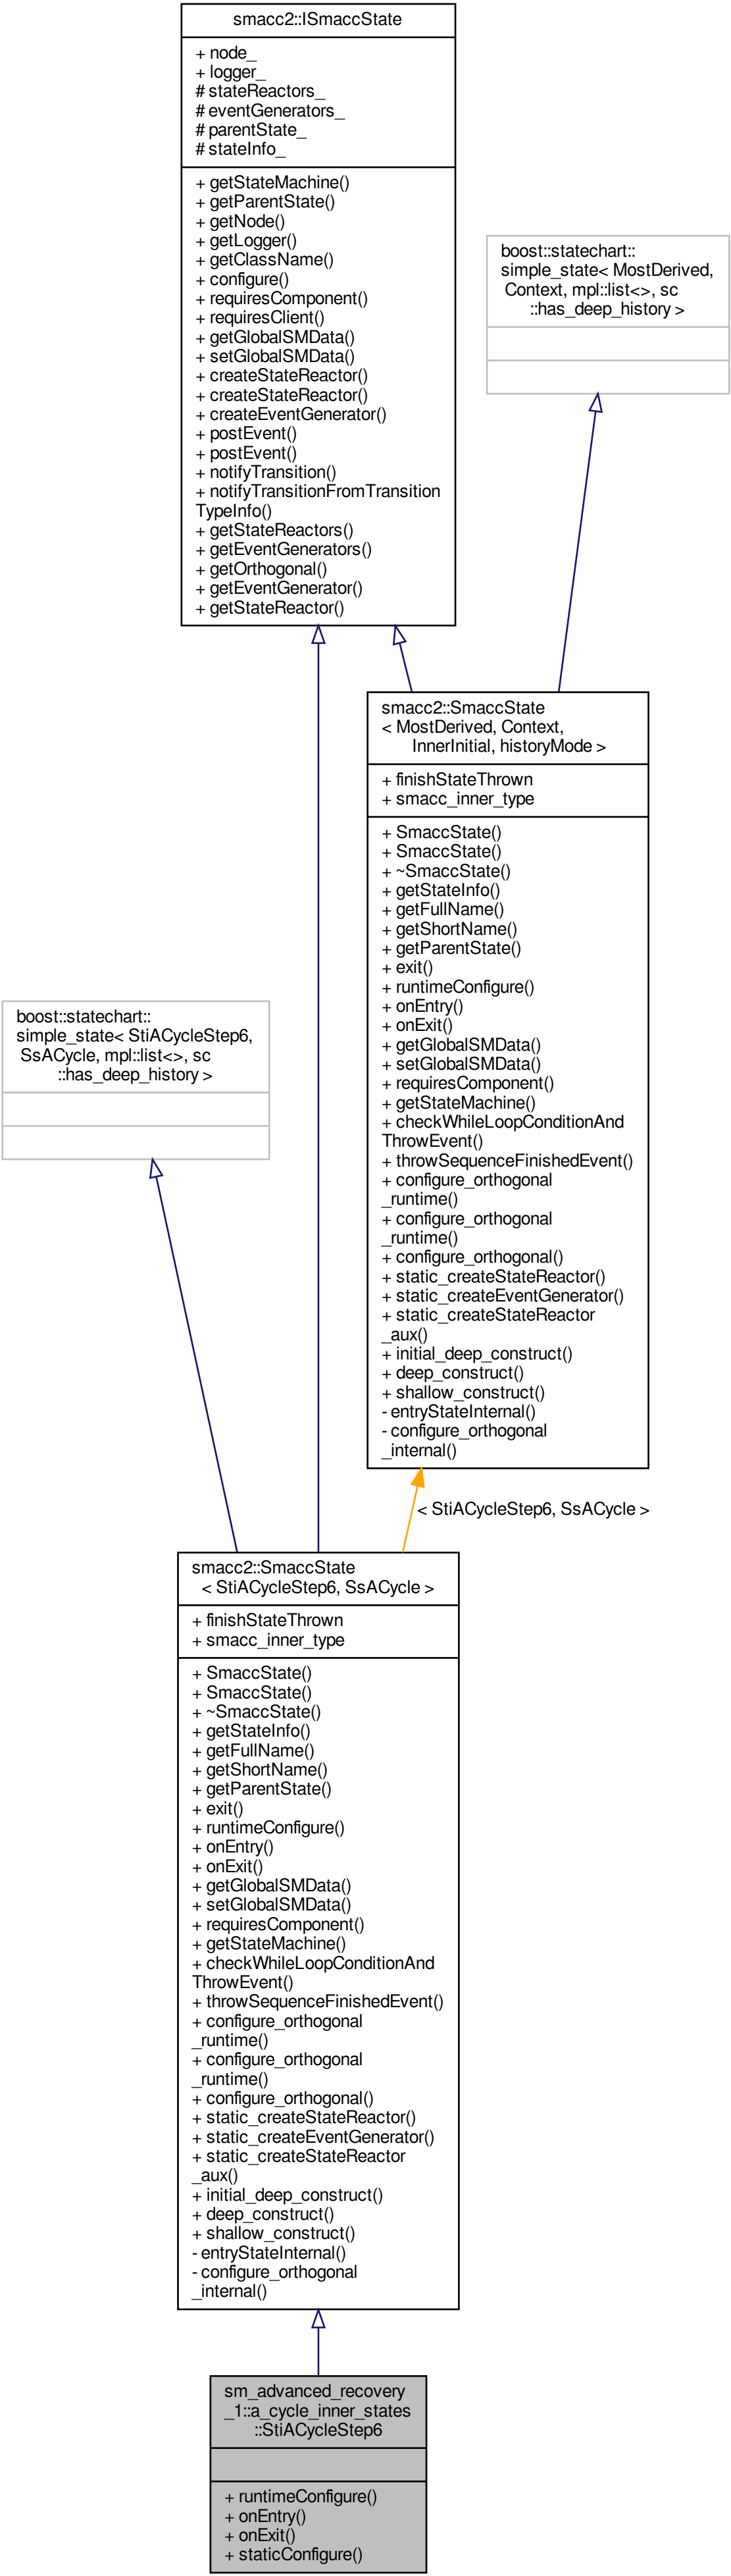 smacc2::ISmaccState
+ node_
+ logger_
# stateReactors_
# eventGenerators_
# parentState_
# stateInfo_
+ getStateMachine()
+ getParentState()
+ getNode()
+ getLogger()
+ getClassName()
+ configure()
+ requiresComponent()
+ requiresClient()
+ getGlobalSMData()
+ setGlobalSMData()
+ createStateReactor()
+ createStateReactor()
+ createEventGenerator()
+ postEvent()
+ postEvent()
+ notifyTransition()
+ notifyTransitionFromTransition
TypeInfo()
+ getStateReactors()
+ getEventGenerators()
+ getOrthogonal()
+ getEventGenerator()
+ getStateReactor()
boost::statechart::
simple_state< MostDerived,
Context, mpl::list<>, sc
::has_deep_history >
smacc2::SmaccState
< MostDerived, Context,
InnerInitial, historyMode >
+ finishStateThrown
+ smacc_inner_type
+ SmaccState()
+ SmaccState()
+ ~SmaccState()
+ getStateInfo()
+ getFullName()
+ getShortName()
+ getParentState()
+ exit()
+ runtimeConfigure()
+ onEntry()
+ onExit()
+ getGlobalSMData()
+ setGlobalSMData()
+ requiresComponent()
+ getStateMachine()
+ checkWhileLoopConditionAnd
ThrowEvent()
+ throwSequenceFinishedEvent()
+ configure_orthogonal
_runtime()
+ configure_orthogonal
_runtime()
+ configure_orthogonal()
+ static_createStateReactor()
+ static_createEventGenerator()
+ static_createStateReactor
_aux()
+ initial_deep_construct()
+ deep_construct()
+ shallow_construct()
- entryStateInternal()
- configure_orthogonal
_internal()
boost::statechart::
simple_state< StiACycleStep6,
SsACycle, mpl::list<>, sc
::has_deep_history >
< StiACycleStep6, SsACycle >
smacc2::SmaccState
< StiACycleStep6, SsACycle >
+ finishStateThrown
+ smacc_inner_type
+ SmaccState()
+ SmaccState()
+ ~SmaccState()
+ getStateInfo()
+ getFullName()
+ getShortName()
+ getParentState()
+ exit()
+ runtimeConfigure()
+ onEntry()
+ onExit()
+ getGlobalSMData()
+ setGlobalSMData()
+ requiresComponent()
+ getStateMachine()
+ checkWhileLoopConditionAnd
ThrowEvent()
+ throwSequenceFinishedEvent()
+ configure_orthogonal
_runtime()
+ configure_orthogonal
_runtime()
+ configure_orthogonal()
+ static_createStateReactor()
+ static_createEventGenerator()
+ static_createStateReactor
_aux()
+ initial_deep_construct()
+ deep_construct()
+ shallow_construct()
- entryStateInternal()
- configure_orthogonal
_internal()
sm_advanced_recovery
_1::a_cycle_inner_states
::StiACycleStep6
+ runtimeConfigure()
+ onEntry()
+ onExit()
+ staticConfigure()